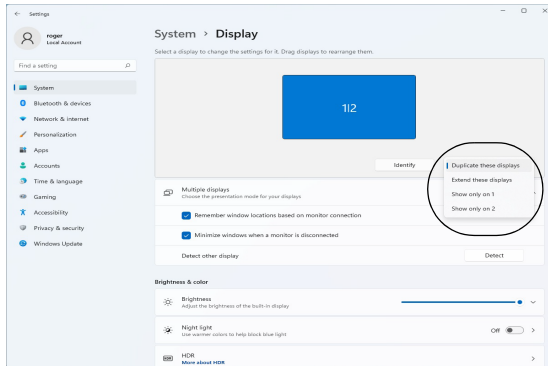 Settings
roger
Local Account
Find a setting
System
Bluetooth & devices
Network & internet
Personalization
Apps
Accounts
Time & language
Gaming
Accessibility
Privacy & security
Windows Update
System > Display
Select a display to change the settings for it. Drag displays to rearrange them.
1|2
Identify
Duplicate these displays
Extend these displays
Show only on 1
Show only on 2
Multiple displays
Choose the presentation mode for your displays
Remember window locations based on monitor connection
Minimize windows when a monitor is disconnected
Detect other display
Detect
Brightness & color
Brightness
Adjust the brightness of the built-in display
Night light
Use warmer colors to help block blue light
Off
HDR
HDR
More about HDR